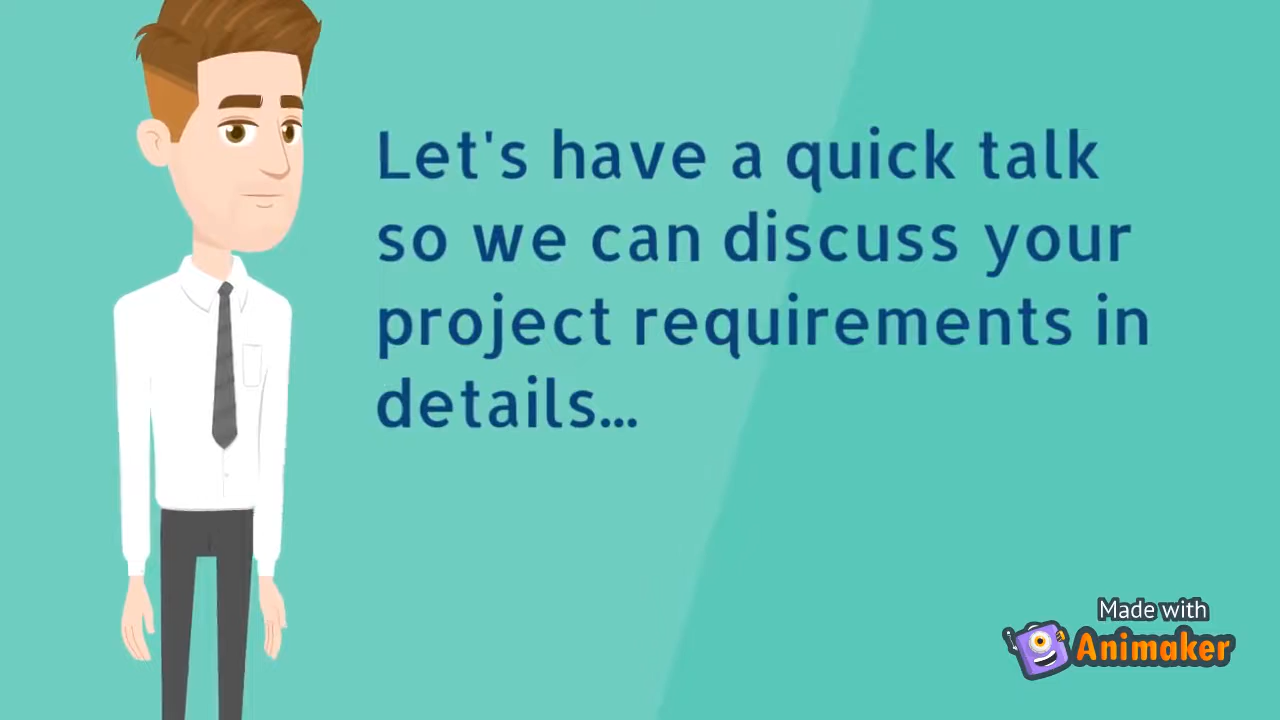 Let's have a quick talk
so we can discuss your
project requirements in
details...
Made with
Animaker